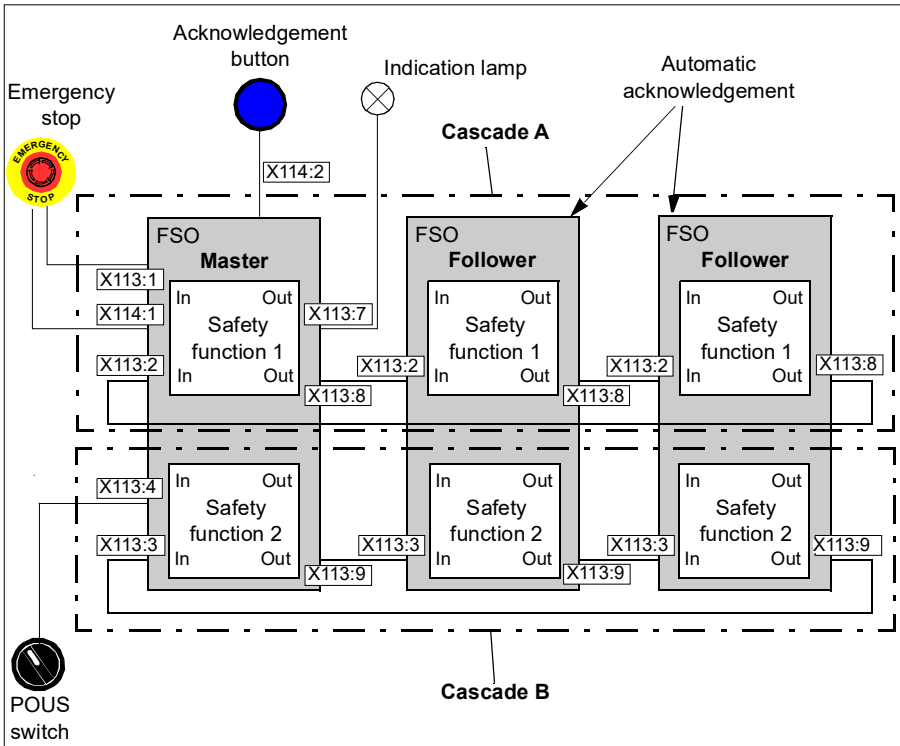 Acknowledgement
button
Indication lamp
Automatic
acknowledgement
Emergency
stop
EMERGENCY
STOP
Cascade A
X114:2
FSO
Master
FSO
Follower
FSO
Follower
X113:1
X114:1
X113:2
In Out
Safety
function 1
In Out
X113:7
X113:8
X113:2
In Out
Safety
function 1
In Out
X113:8
X113:2
In Out
Safety
function 1
In Out
X113:8
X113:4
X113:3
In Out
Safety
function 2
In Out
X113:9
X113:3
In Out
Safety
function 2
In Out
X113:9
X113:3
In Out
Safety
function 2
In Out
X113:9
POUS
switch
Cascade B